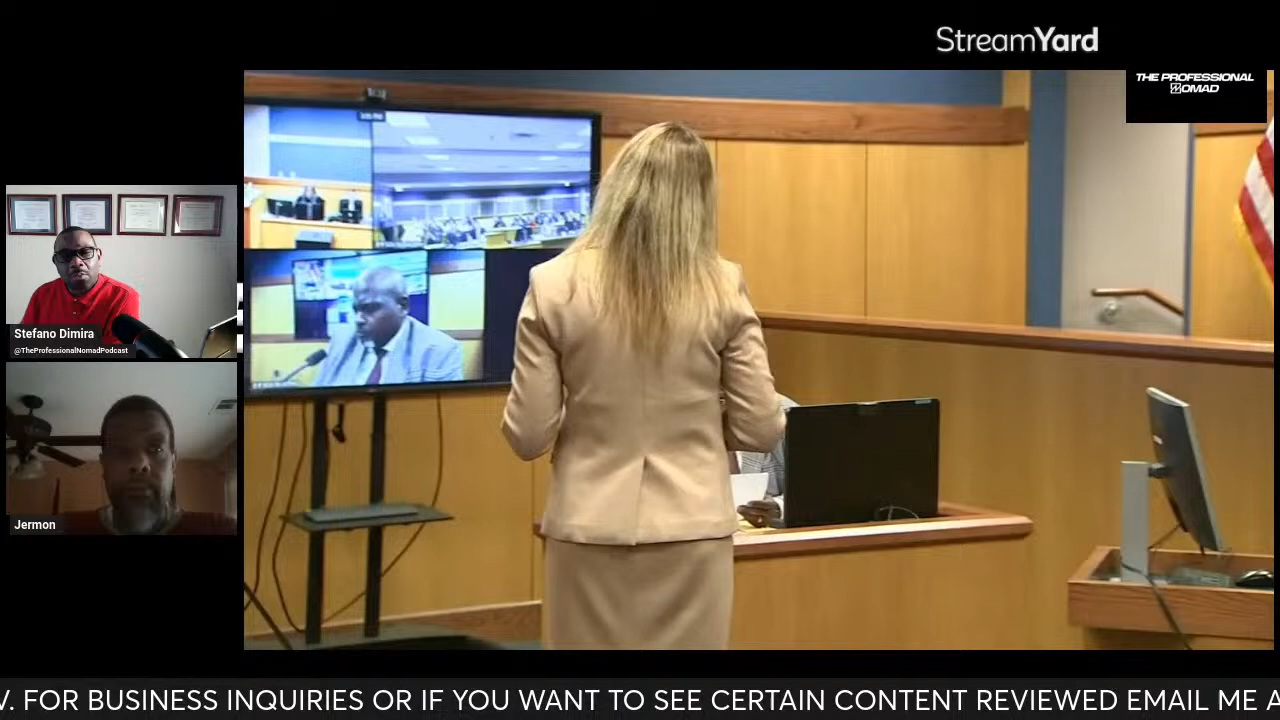 StreamYard
THE PROFESSIONAL
NOMAD
Stefano Dimira
@TheProfessionalNomadPodcast
Jermon
V. FOR BUSINESS INQUIRIES OR IF YOU WANT TO SEE CERTAIN CONTENT REVIEWED EMAIL ME A